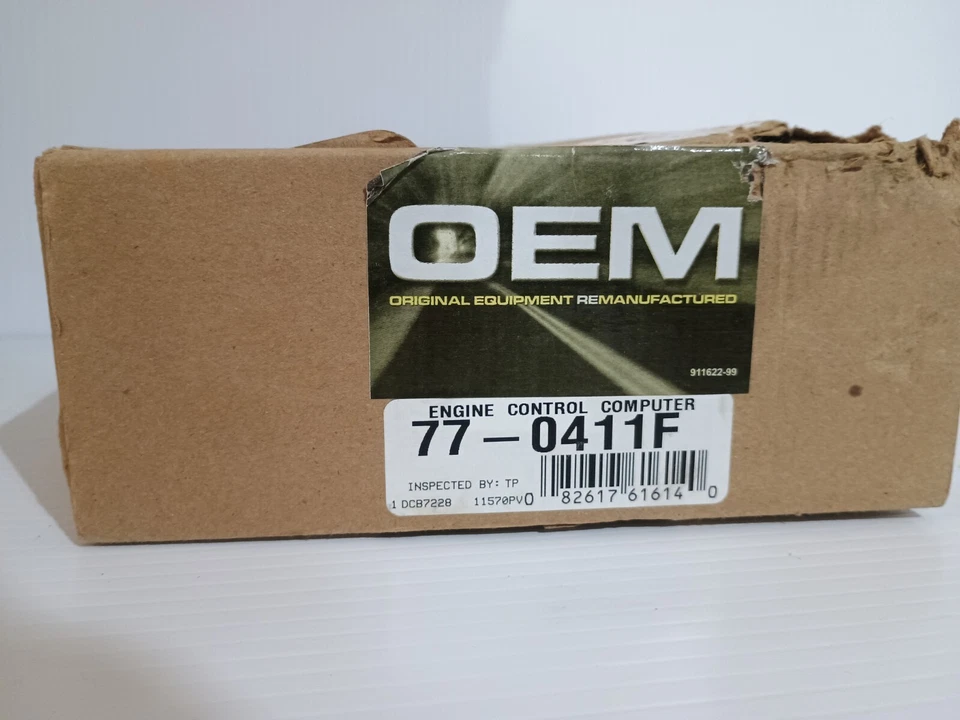 OEM
ORIGINAL EQUIPMENT REMANUFACTURED
911622-99
ENGINE CONTROL COMPUTER
77-0411F
INSPECTED BY: TP
1 DCB7228 11570PV
0 82617 61614 0